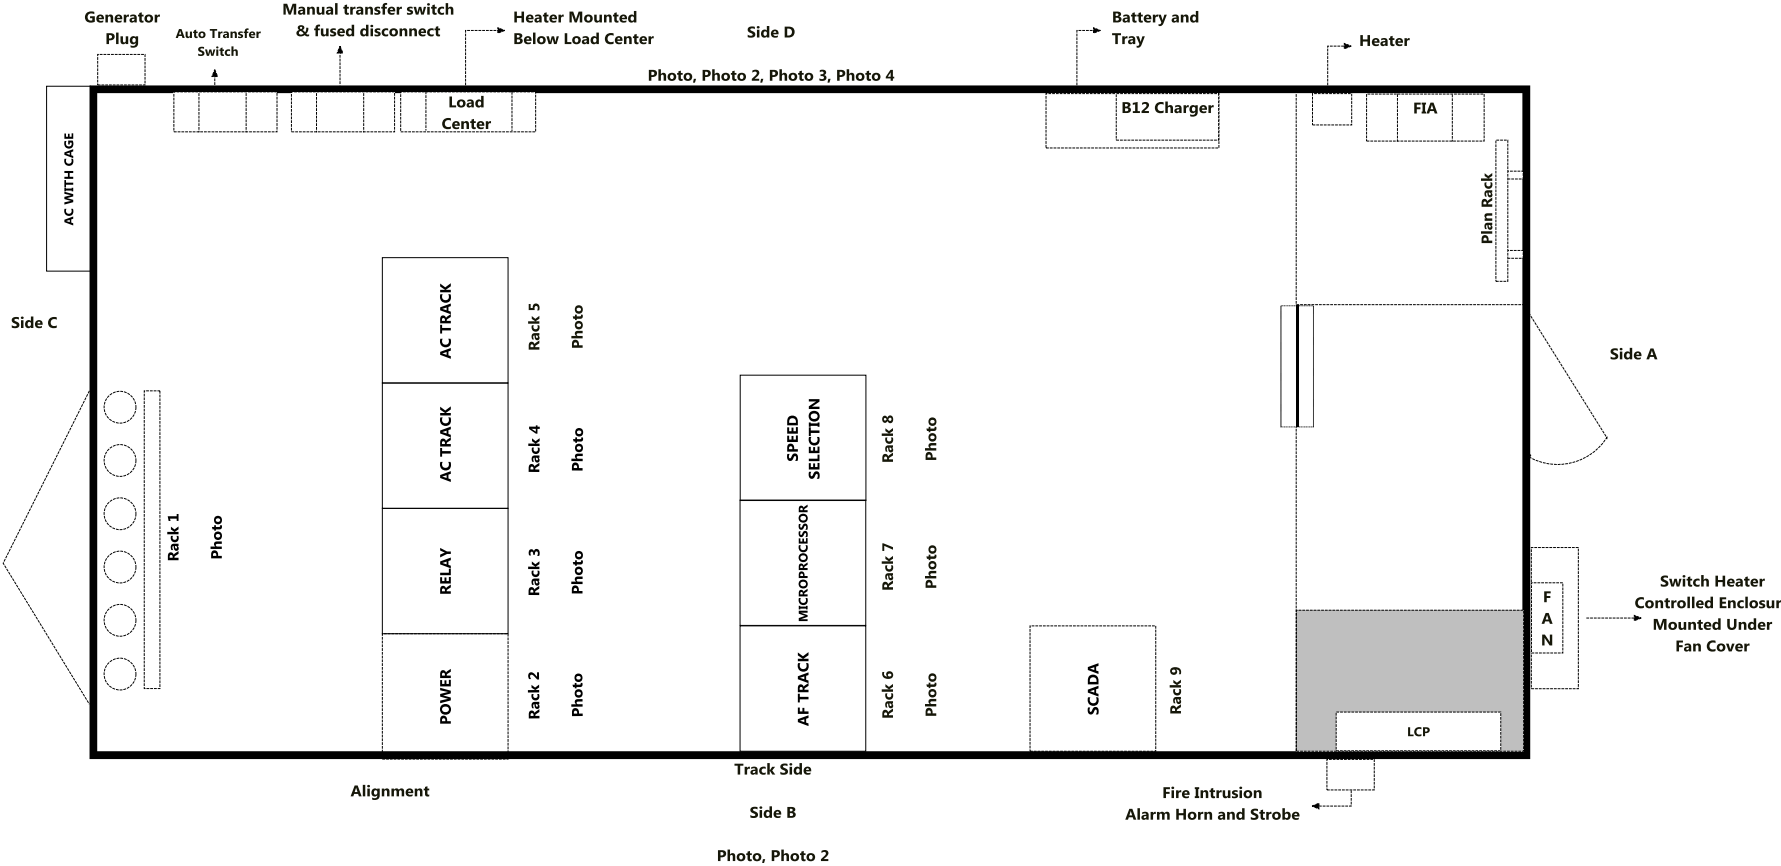 Generator
Plug
Auto Transfer
Switch
Manual transfer switch
& fused disconnect
Heater Mounted
Below Load Center
Side D
Photo, Photo 2, Photo 3, Photo 4
Battery and
Tray
Heater
AC WITH CAGE
Load
Center
B12 Charger
FIA
Plan Rack
Side C
Side A
AC TRACK
Rack 5
Photo
AC TRACK
Rack 4
Photo
RELAY
Rack 3
Photo
POWER
Rack 2
Photo
Rack 1
Photo
SPEED
SELECTION
Rack 8
Photo
MICROPROCESSOR
Rack 7
Photo
AF TRACK
Rack 6
Photo
SCADA
Rack 9
F
A
N
Switch Heater
Controlled Enclosur
Mounted Under
Fan Cover
LCP
Track Side
Alignment
Side B
Fire Intrusion
Alarm Horn and Strobe
Photo, Photo 2